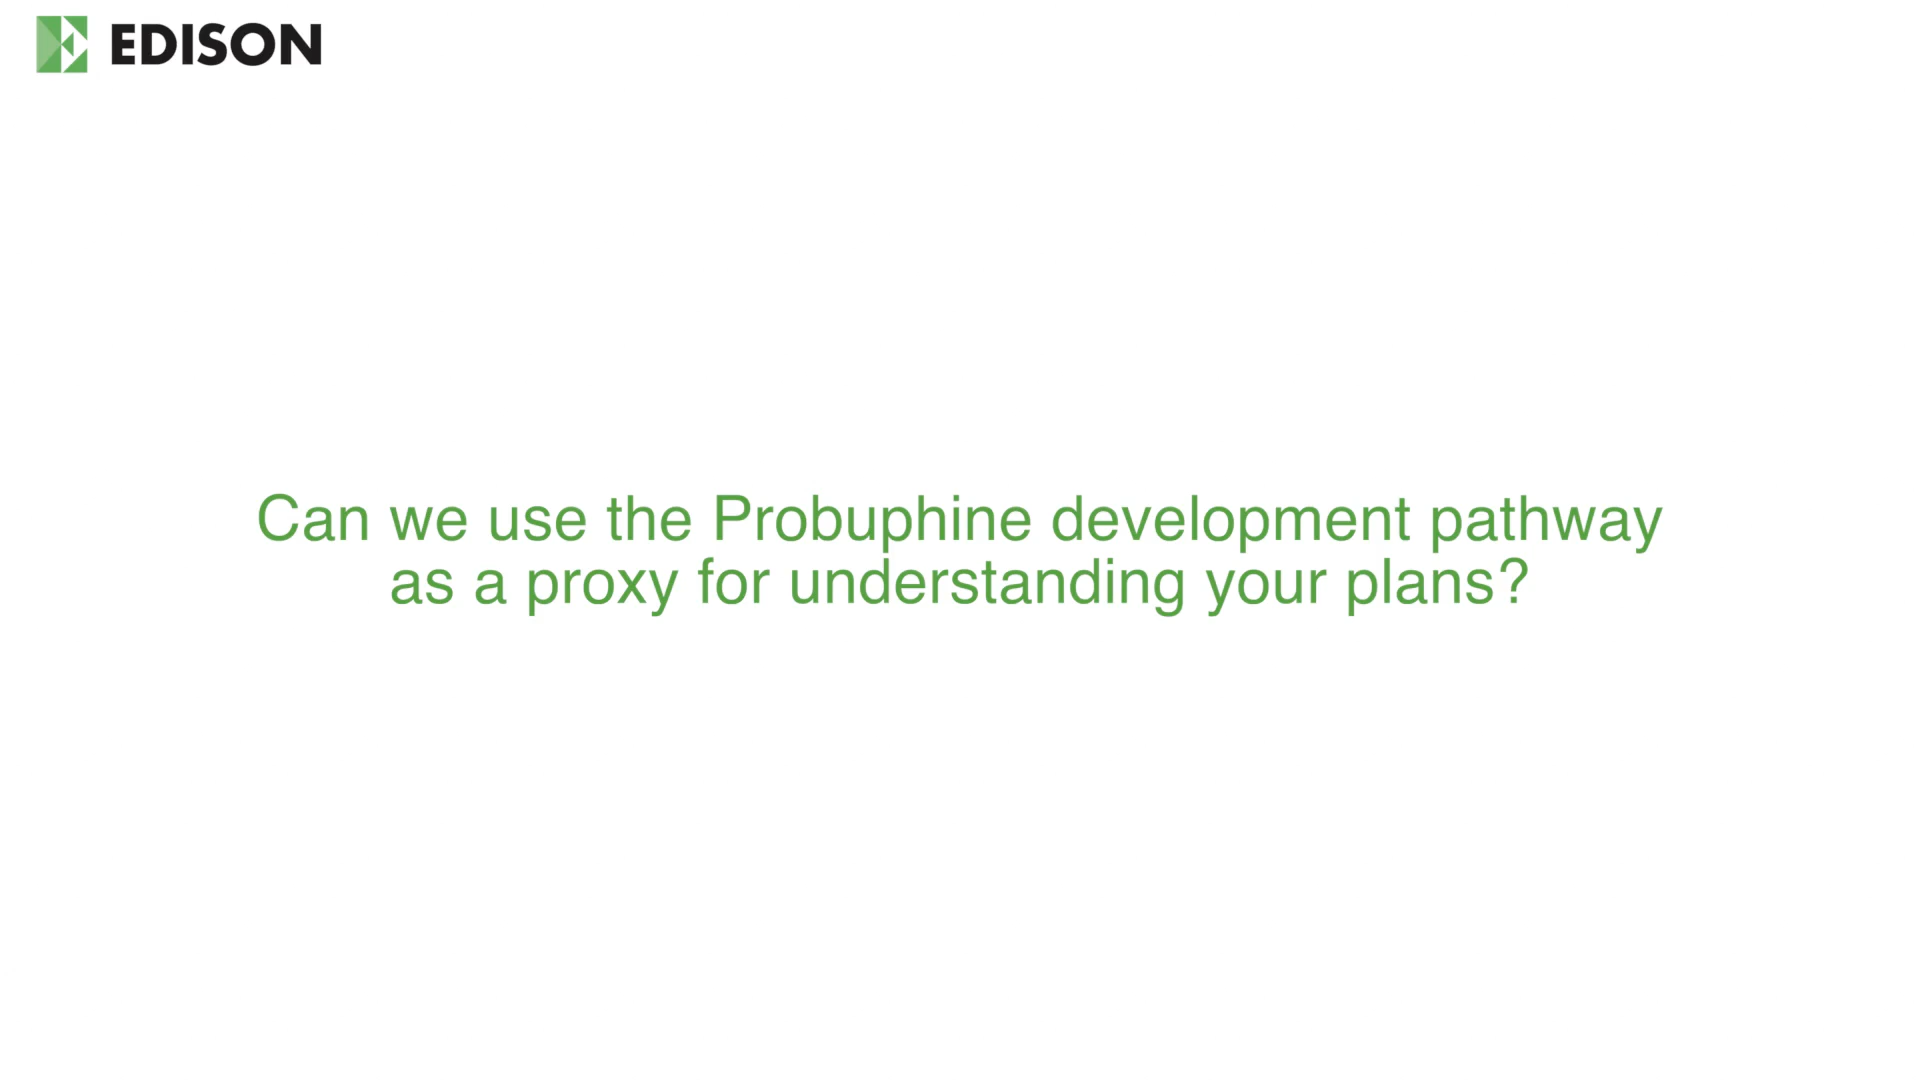 EDISON
Can we use the Probuphine development pathway
as a proxy for understanding your plans?